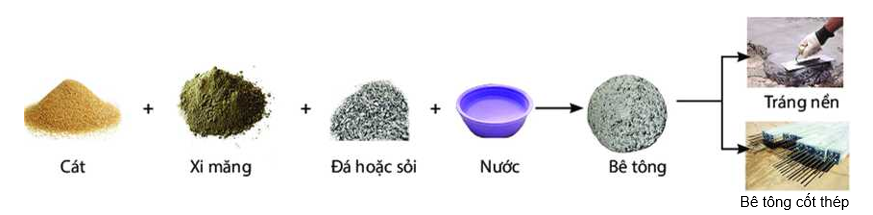 Cát
+
Xi măng
+
Đá hoặc sỏi
+
Nước
Bê tông
Tráng nền
Bê tông cốt thép